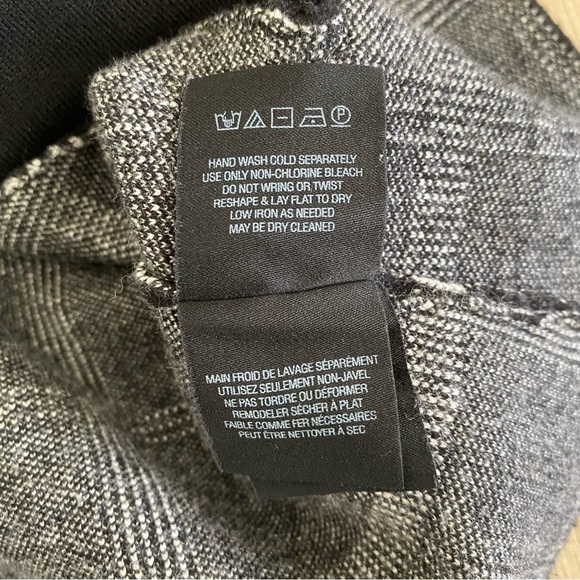 HAND WASH COLD SEPARATELY
USE ONLY NON-CHLORINE BLEACH
DO NOT WRING OR TWIST
RESHAPE & LAY FLAT TO DRY
LOW IRON AS NEEDED
MAY BE DRY CLEANED
MAIN FROID DE LAVAGE SÉPARÉMENT
UTILISEZ SEULEMENT NON-JAVEL
NE PAS TORDRE OU DÉFORMER
REMODELER SÉCHER À PLAT
FAIBLE COMME FER NÉCESSAIRES
PEUT ÊTRE NETTOYER À SEC